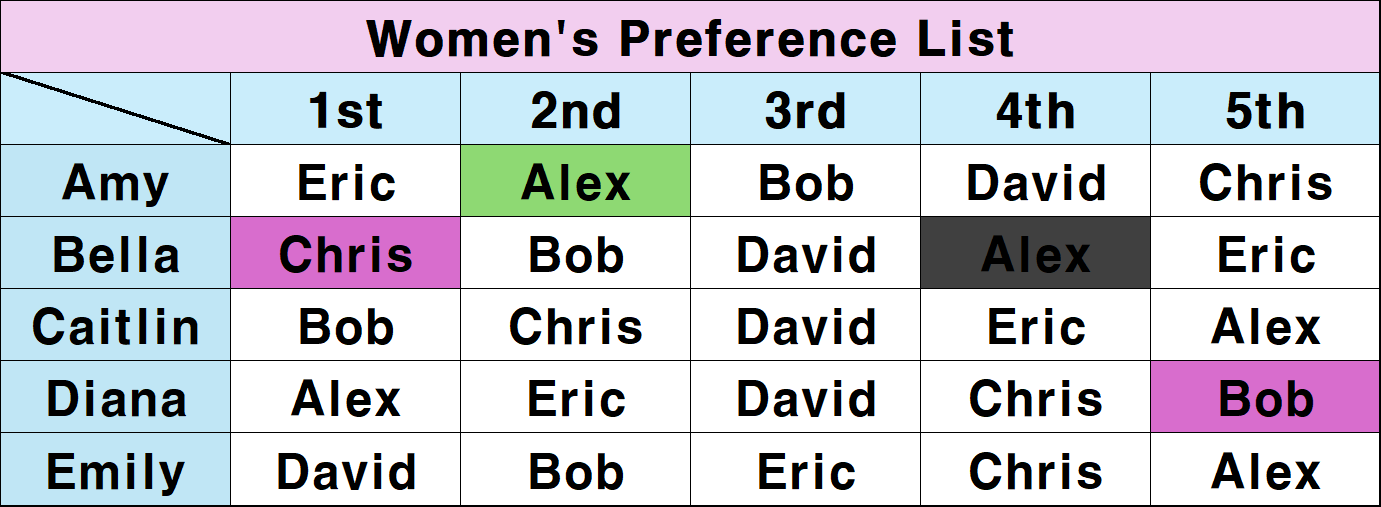 Women's Preference List
1st 2nd 3rd 4th 5th
Amy Eric Alex Bob David Chris
Bella Chris Bob David Alex Eric
Caitlin Bob Chris David Eric Alex
Diana Alex Eric David Chris Bob
Emily David Bob Eric Chris Alex